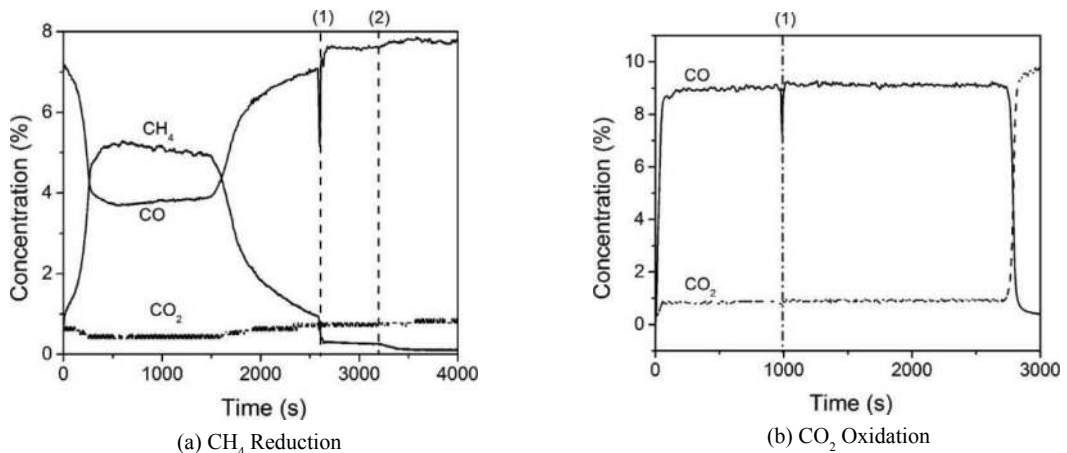 (1) (2)
8
6
4
2
0
Concentration (%)
CH₄
CO
CO₂
0 1000 2000 3000 4000
Time (s)
(a) CH₄ Reduction
(1)
10
8
6
4
2
0
Concentration (%)
CO
CO₂
0 1000 2000 3000
Time (s)
(b) CO₂ Oxidation